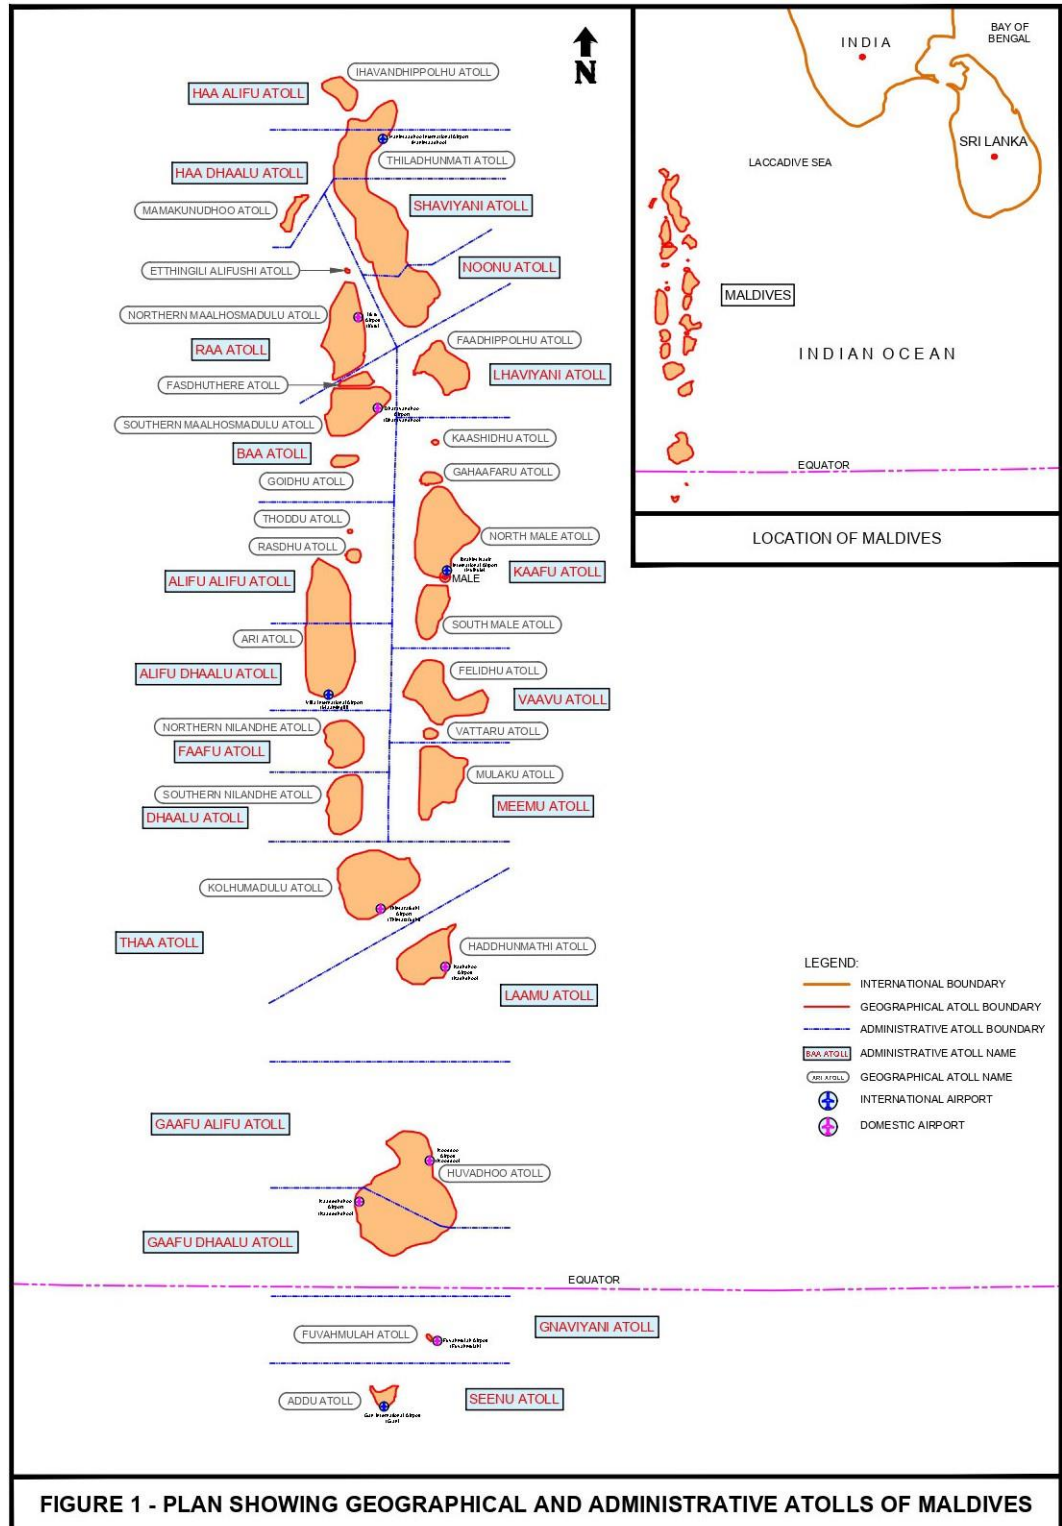 N
IHAVANDHIPPOLHU ATOLL
HAA ALIFU ATOLL
THILADHUNMATI ATOLL
HAA DHAALU ATOLL
MAMAKUNUDHOO ATOLL
SHAVIYANI ATOLL
ETTHINGILI ALIFUSHI ATOLL
NOONU ATOLL
NORTHERN MAALHOSMADULU ATOLL
RAA ATOLL
FAADHIPPOLHU ATOLL
LHAVIYANI ATOLL
FASDHUTHERE ATOLL
SOUTHERN MAALHOSMADULU ATOLL
BAA ATOLL
KAASHIDHU ATOLL
GOIDHU ATOLL
GAHAAFARU ATOLL
THODDU ATOLL
RASDHU ATOLL
NORTH MALE ATOLL
ALIFU ALIFU ATOLL
KAAFU ATOLL
MALE
SOUTH MALE ATOLL
ARI ATOLL
ALIFU DHAALU ATOLL
FELIDHU ATOLL
VAAVU ATOLL
NORTHERN NILANDHE ATOLL
VATTARU ATOLL
FAAFU ATOLL
MULAKU ATOLL
SOUTHERN NILANDHE ATOLL
MEEMU ATOLL
DHAALU ATOLL
KOLHUMADULU ATOLL
THAA ATOLL
HADDHUNMATHI ATOLL
LAAMU ATOLL
GAAFU ALIFU ATOLL
HUVADHOO ATOLL
GAAFU DHAALU ATOLL
EQUATOR
GNAVIYANI ATOLL
FUVAHMULAH ATOLL
ADDU ATOLL
SEENU ATOLL
INDIA
BAY OF
BENGAL
SRI LANKA
LACCADIVE SEA
MALDIVES
INDIAN OCEAN
EQUATOR
LOCATION OF MALDIVES
LEGEND:
INTERNATIONAL BOUNDARY
GEOGRAPHICAL ATOLL BOUNDARY
ADMINISTRATIVE ATOLL BOUNDARY
BAA ATOLL ADMINISTRATIVE ATOLL NAME
ARI ATOLL GEOGRAPHICAL ATOLL NAME
INTERNATIONAL AIRPORT
DOMESTIC AIRPORT
FIGURE 1 - PLAN SHOWING GEOGRAPHICAL AND ADMINISTRATIVE ATOLLS OF MALDIVES